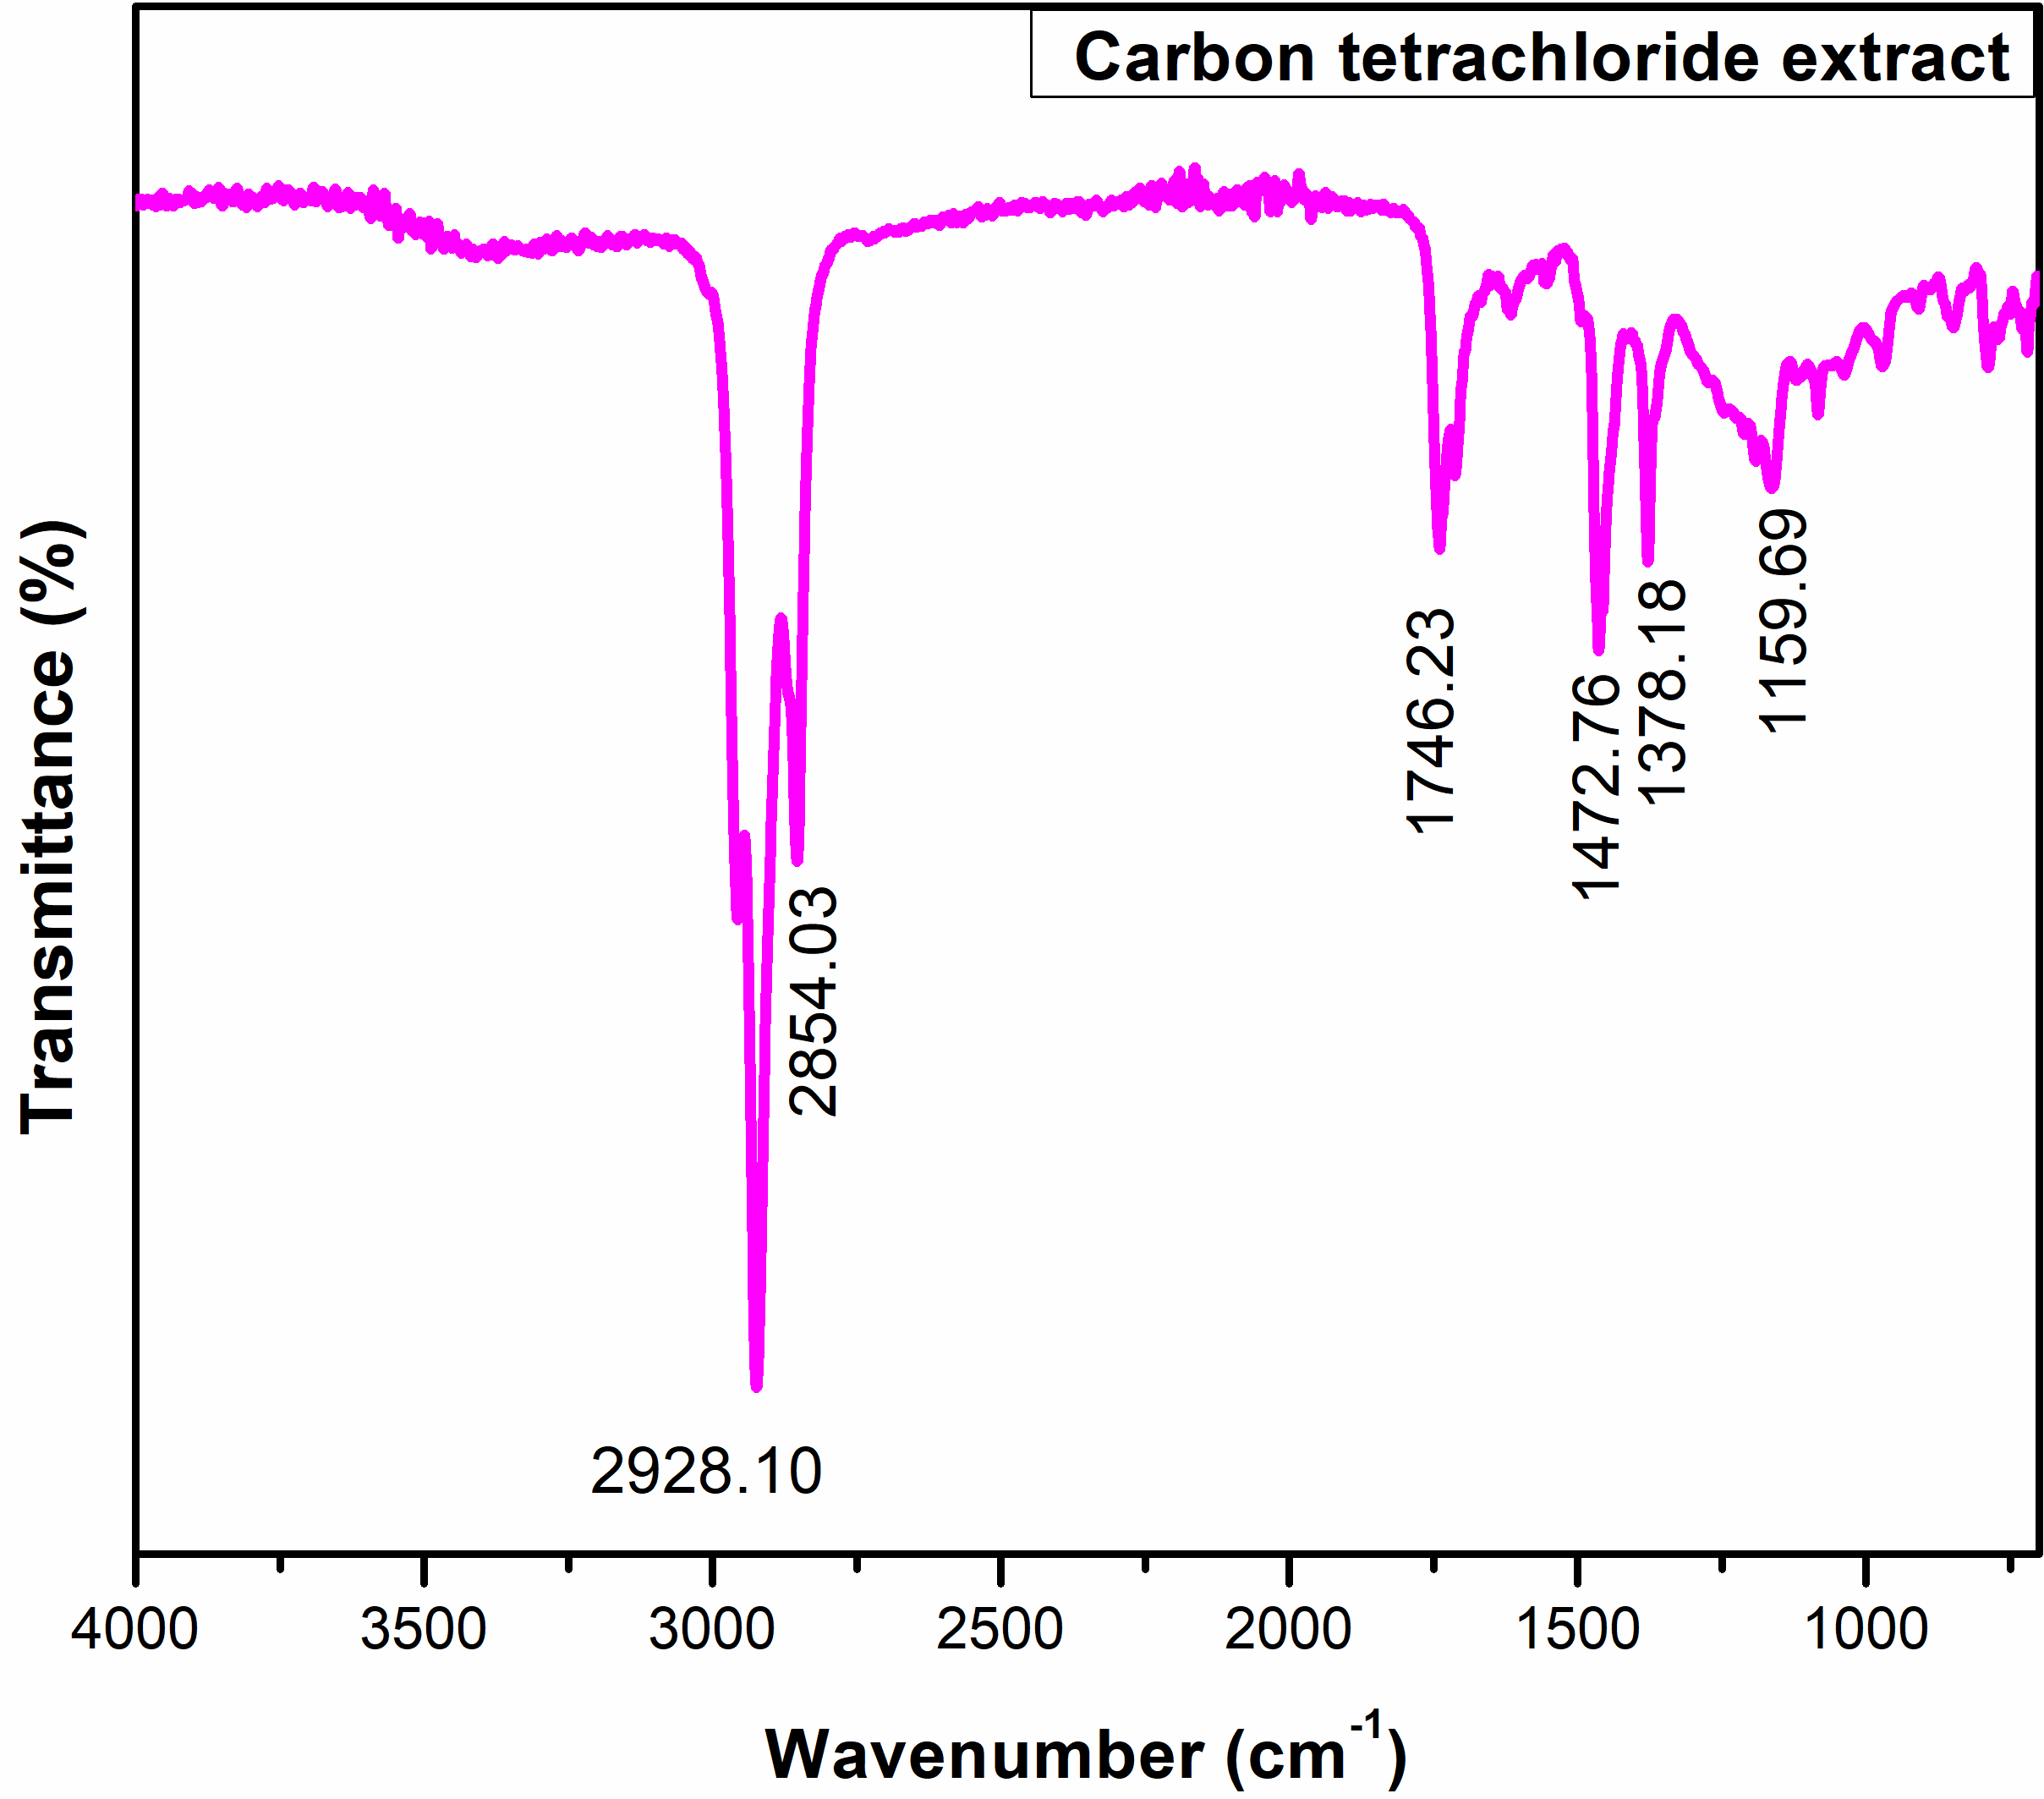 Carbon tetrachloride extract
Transmittance (%)
2928.10
2854.03
1746.23
1472.76
1378.18
1159.69
4000 3500 3000 2500 2000 1500 1000
Wavenumber (cm⁻¹)